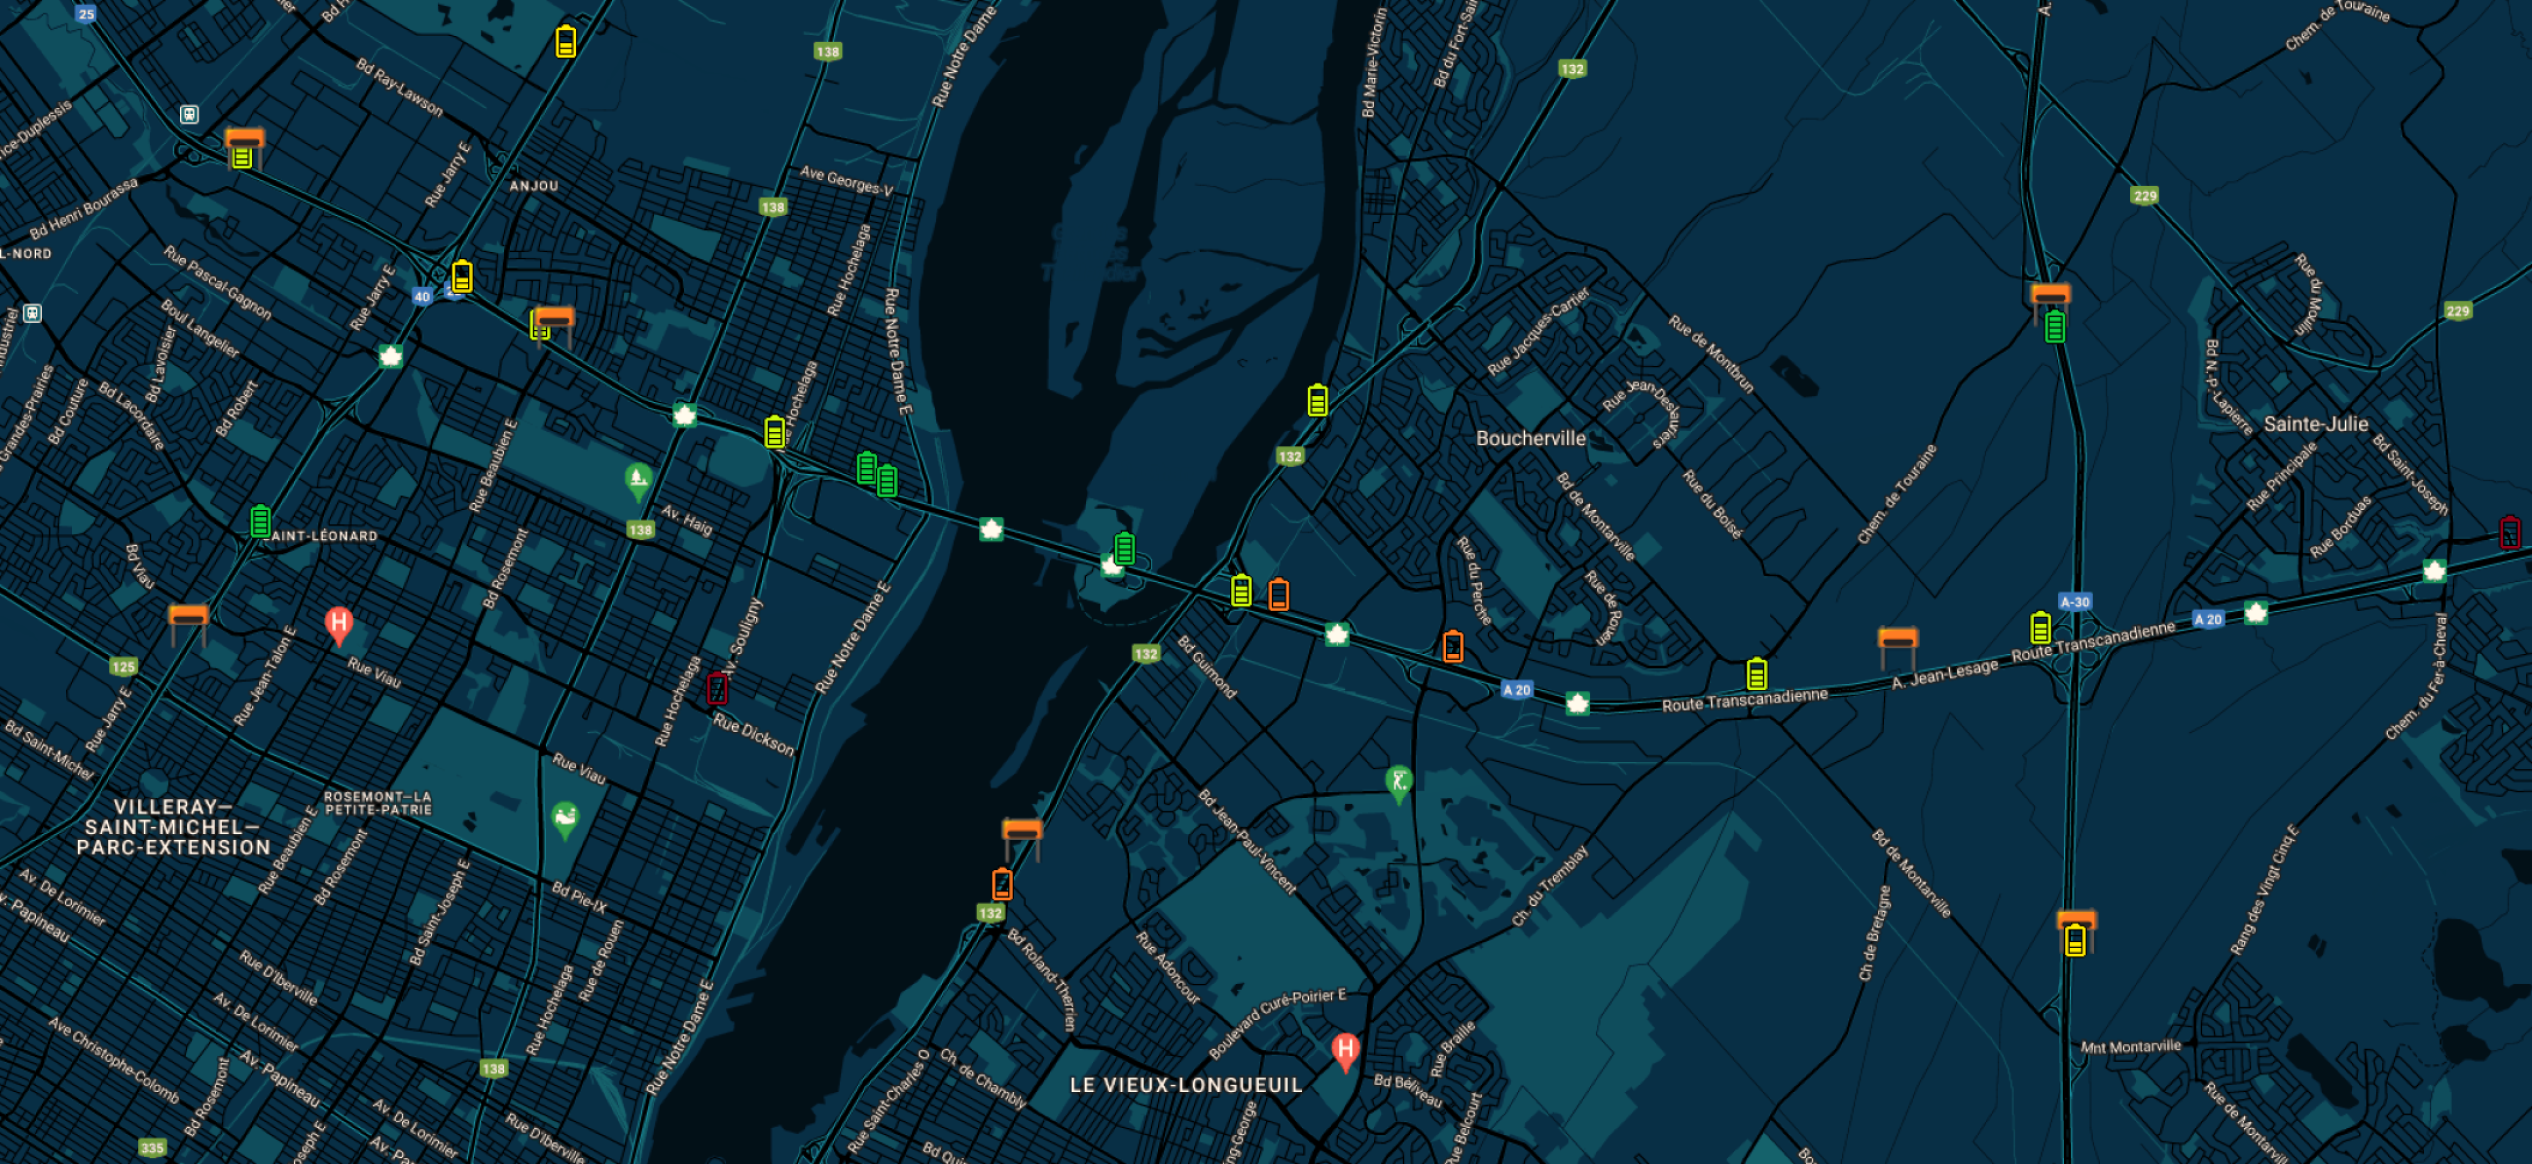 25
Bd Ray-Lawson
138
Rue Notre Dame
Bd Marie-Victorin
132
Chem. de Touraine
Rue Jarry E
ANJOU
Ave Georges-V
138
229
Bd Henri Bourassa
L-NORD
Rue Pascal-Gagnon
Rue Jarry E
40
Rue Hochelaga
Rue Notre Dame E
Rue Jacques-Cartier
Rue de Montbrun
Rue du Moulin
229
Boul Langelier
Bd Lavoisier
Bd Couture
Bd Lacordaire
Bd Robert
Rue Beaubien E
Hochelaga
Rue Jean-Deslauriers
Bd N.-P.-Lapierre
Boucherville
Sainte-Julie
132
Rue Principale
Bd Saint-Joseph
Rue Borduas
Rue du Boisé
Bd de Montarville
Chem. de Touraine
138
Av. Haig
AINT-LÉONARD
Bd Viau
Bd Rosemont
Rue du Perche
Rue de Rouen
A-30
A 20
Route Transcanadienne
A. Jean-Lesage
Route Transcanadienne
A 20
132
Bd Guimond
Av. Souligny
Rue Notre Dame E
H
125
Rue Viau
Rue Jean-Talon E
Rue Jarry E
Rue Hochelaga
Rue Dickson
Bd Saint-Michel
Rue Viau
Chem. du Fer-à-Cheval
ROSEMONT—LA
PETITE-PATRIE
VILLERAY—
SAINT-MICHEL—
PARC-EXTENSION
Rue Beaubien E
Bd Rosemont
Bd Jean-Paul-Vincent
Ch. du Tremblay
Bd de Montarville
Rang des Vingt Cinq E
Av. De Lorimier
Av. Papineau
Bd Saint-Joseph E
Bd Pie-IX
Rue de Rouen
132
Bd Roland-Therrien
Rue Adoncour
Ch de Bretagne
Rue D'Iberville
Av. De Lorimier
Rue Hochelaga
Rue Notre Dame E
Boulevard Curé-Poirier E
Ave Christophe-Colomb
Av. Papineau
138
H
Rue Braille
Mnt Montarville
LE VIEUX-LONGUEUIL
Ch. de Chambly
Rue Saint-Charles O
Bd Béliveau
Rue Belcourt
Rue de Montarville
Bd Rosemont
Av. De Lorimier
Rue D'Iberville
335